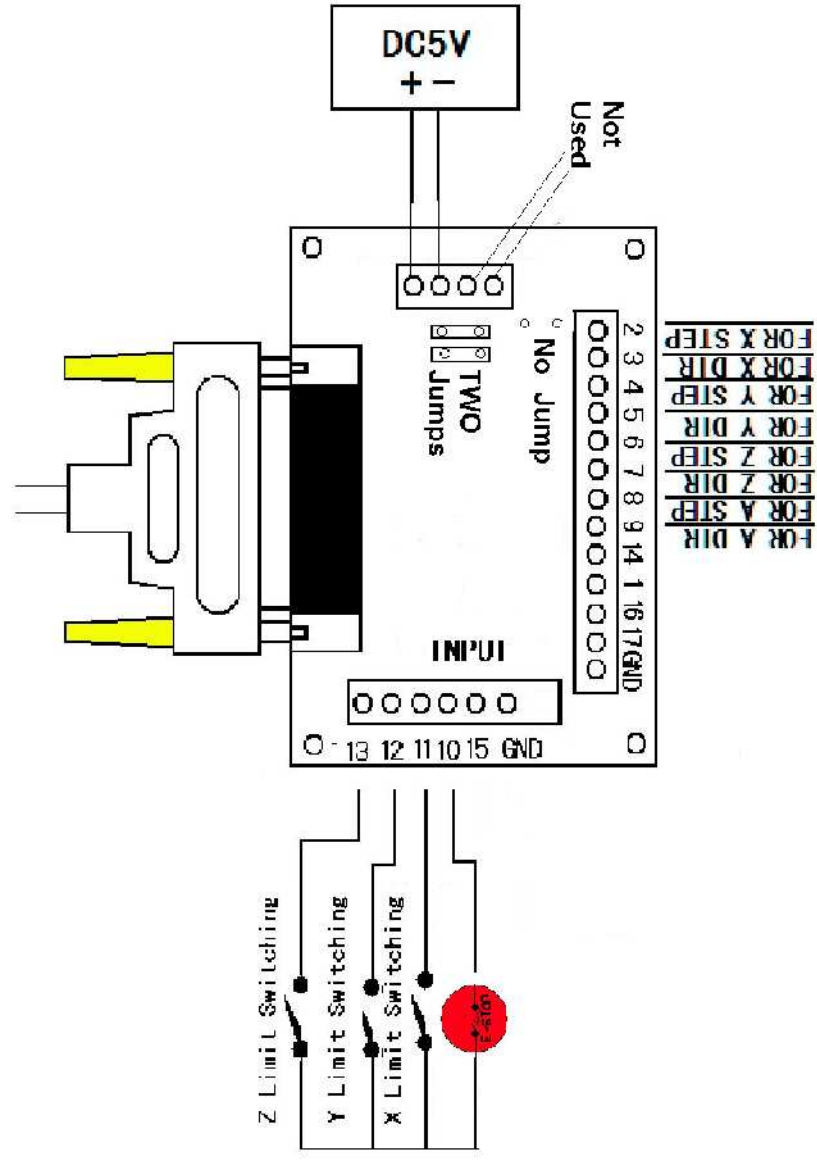 DC5V
+ −
Not
Used
No Jump
TWO
Jumps
2 3 4 5 6 7 8 9 14 1 16 17 GND
FOR X STEP
FOR X DIR
FOR Y STEP
FOR Y DIR
FOR Z STEP
FOR Z DIR
FOR A STEP
FOR A DIR
INPUT
13 12 11 10 15 GND
Z Limit Switching
Y Limit Switching
X Limit Switching
E-STOP